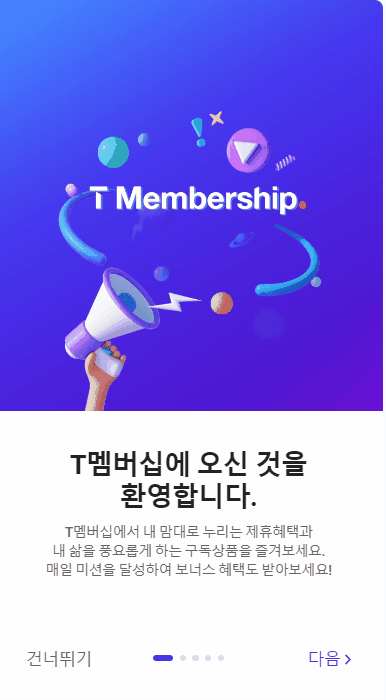 T Membership.
T멤버십에 오신 것을
환영합니다.
T멤버십에서 내 맘대로 누리는 제휴혜택과
내 삶을 풍요롭게 하는 구독상품을 즐겨보세요.
매일 미션을 달성하여 보너스 혜택도 받아보세요!
건너뛰기
다음 >